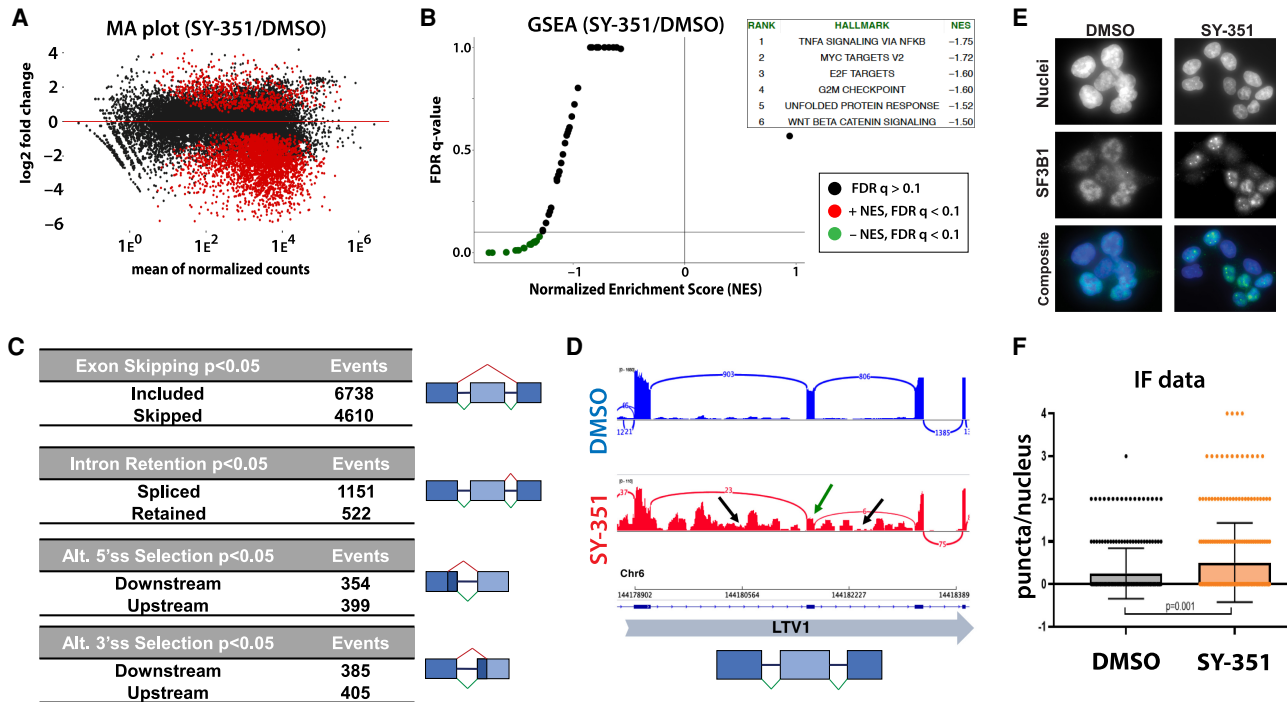 A
MA plot (SY-351/DMSO)
4
2
0
−2
−4
−6
log2 fold change
1e⁰
1e²
1e⁴
1e⁶
mean of normalized counts
B
GSEA (SY-351/DMSO)
1.0
0.5
0.0
FDR q-value
−1
0
1
Normalized Enrichment Score (NES)
RANK HALLMARK NES
1 TNFA SIGNALING VIA NFKB −1.75
2 MYC TARGETS V2 −1.72
3 E2F TARGETS −1.60
4 G2M CHECKPOINT −1.60
5 UNFOLDED PROTEIN RESPONSE −1.52
6 WNT BETA CATENIN SIGNALING −1.50
FDR q > 0.1
+ NES, FDR q < 0.1
− NES, FDR q < 0.1
E
DMSO SY-351
Nuclei
SF3B1
Composite
C
Exon Skipping p<0.05 Events
Included 6738
Skipped 4610
Intron Retention p<0.05 Events
Spliced 1151
Retained 522
Alt. 5'ss Selection p<0.05 Events
Downstream 354
Upstream 399
Alt. 3'ss Selection p<0.05 Events
Downstream 385
Upstream 405
D
DMSO
903
806
1221
1385
SY-351
37
23
6
75
Chr6
144178902 144180564 144182227 14418389
LTV1
F
IF data
4
3
2
1
0
-1
puncta/nucleus
p=0.001
DMSO SY-351